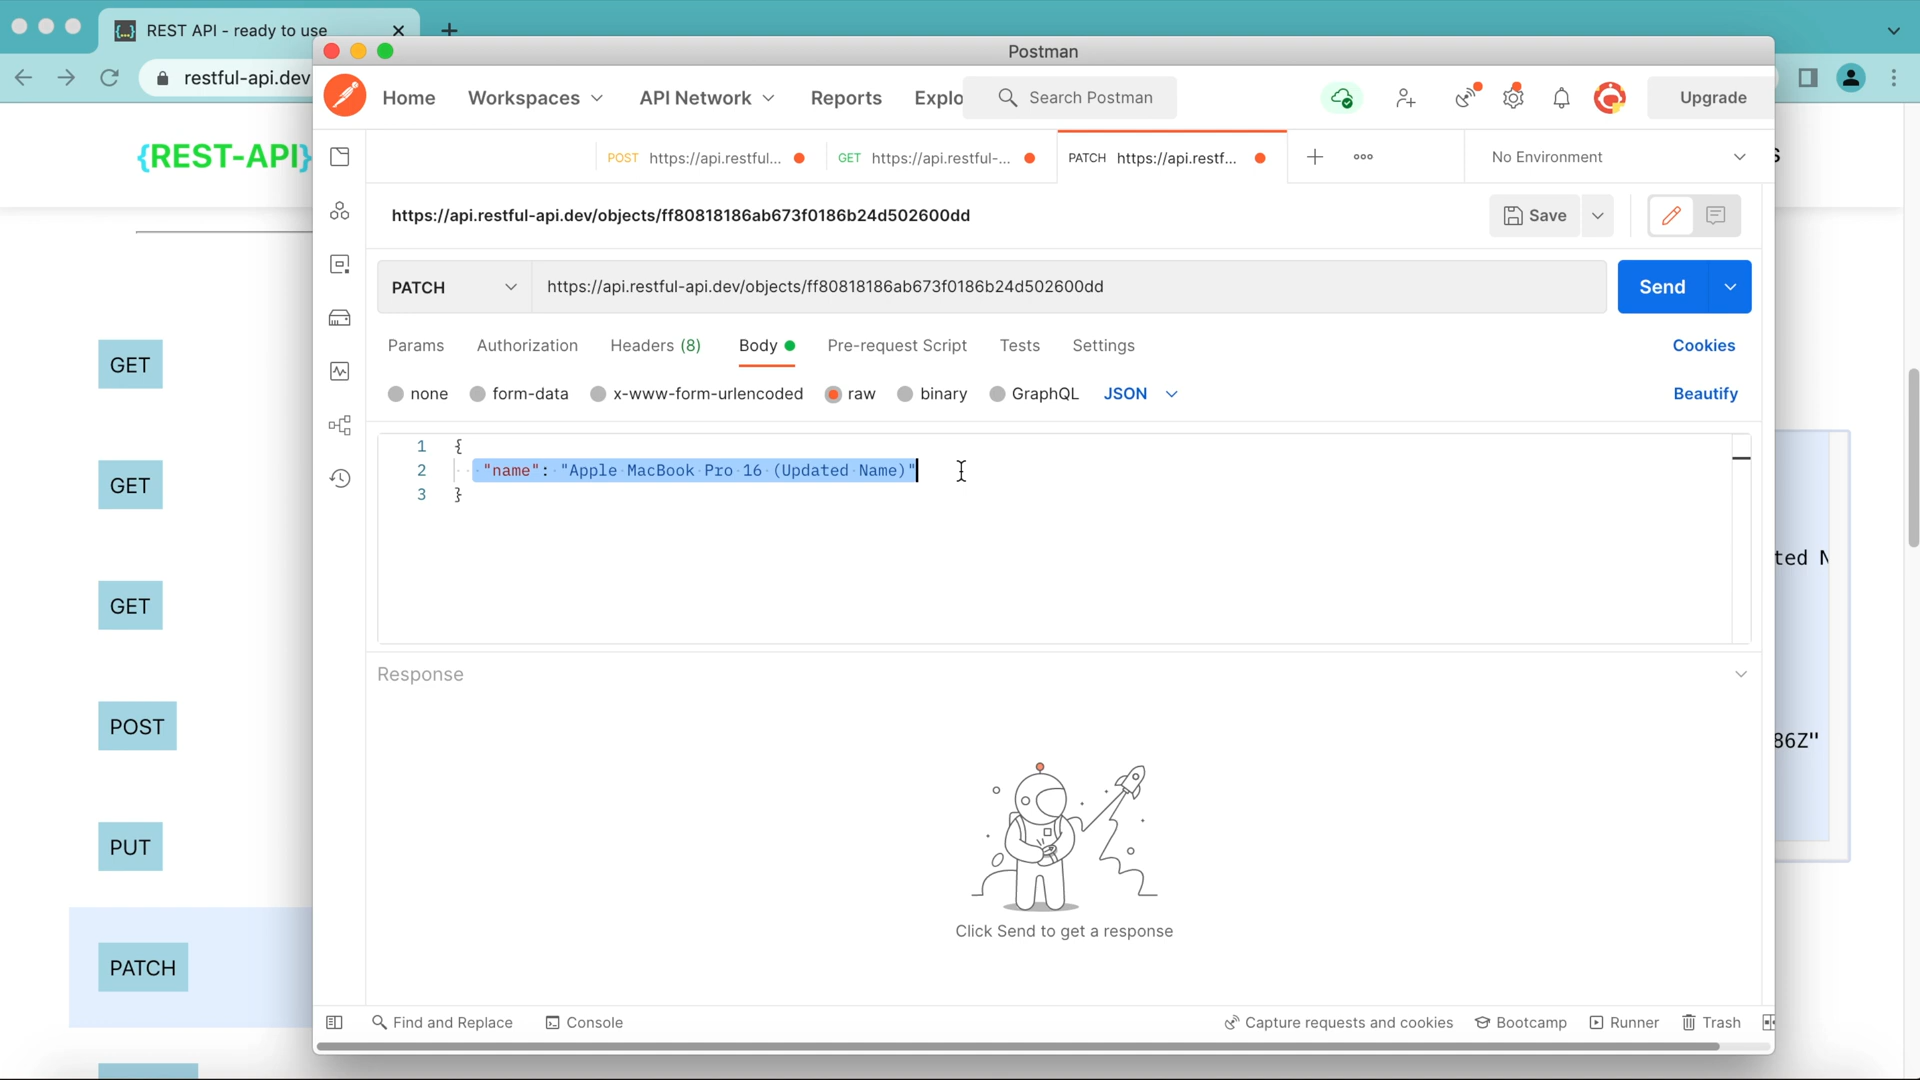 REST API - ready to use
restful-api.dev
Postman
Home Workspaces API Network Reports Explo Search Postman Upgrade
{REST-API}
POST https://api.restful... GET https://api.restful-... PATCH https://api.restf... No Environment
https://api.restful-api.dev/objects/ff80818186ab673f0186b24d502600dd Save
PATCH https://api.restful-api.dev/objects/ff80818186ab673f0186b24d502600dd Send
Params Authorization Headers (8) Body Pre-request Script Tests Settings Cookies
none form-data x-www-form-urlencoded raw binary GraphQL JSON Beautify
1 {
2 "name": "Apple MacBook Pro 16 (Updated Name)"
3 }
Response
Click Send to get a response
Find and Replace Console Capture requests and cookies Bootcamp Runner Trash
GET
GET
GET
POST
PUT
PATCH
ted N
86Z"